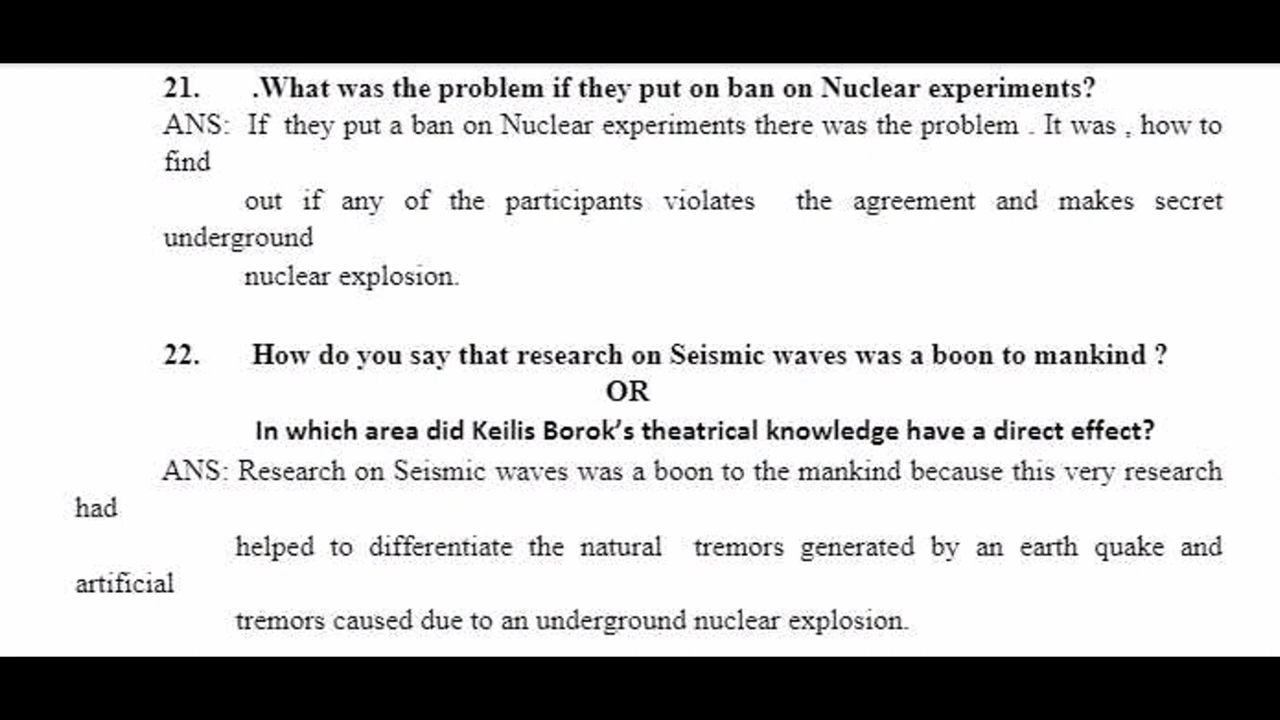 21. .What was the problem if they put on ban on Nuclear experiments?
ANS: If they put a ban on Nuclear experiments there was the problem . It was , how to
find
out if any of the participants violates the agreement and makes secret
underground
nuclear explosion.
22. How do you say that research on Seismic waves was a boon to mankind ?
OR
In which area did Keilis Borok’s theatrical knowledge have a direct effect?
ANS: Research on Seismic waves was a boon to the mankind because this very research
had
helped to differentiate the natural tremors generated by an earth quake and
artificial
tremors caused due to an underground nuclear explosion.